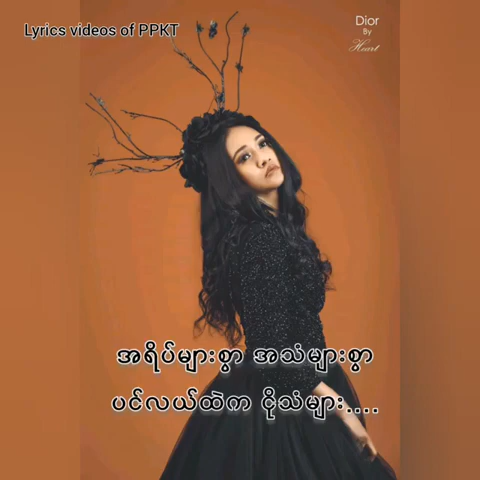 Lyrics videos of PPKT
Dior
By
Heart
အရိပ်များစွာ အသံများစွာ
ပင်လယ်ထဲက ငိုသံများ....